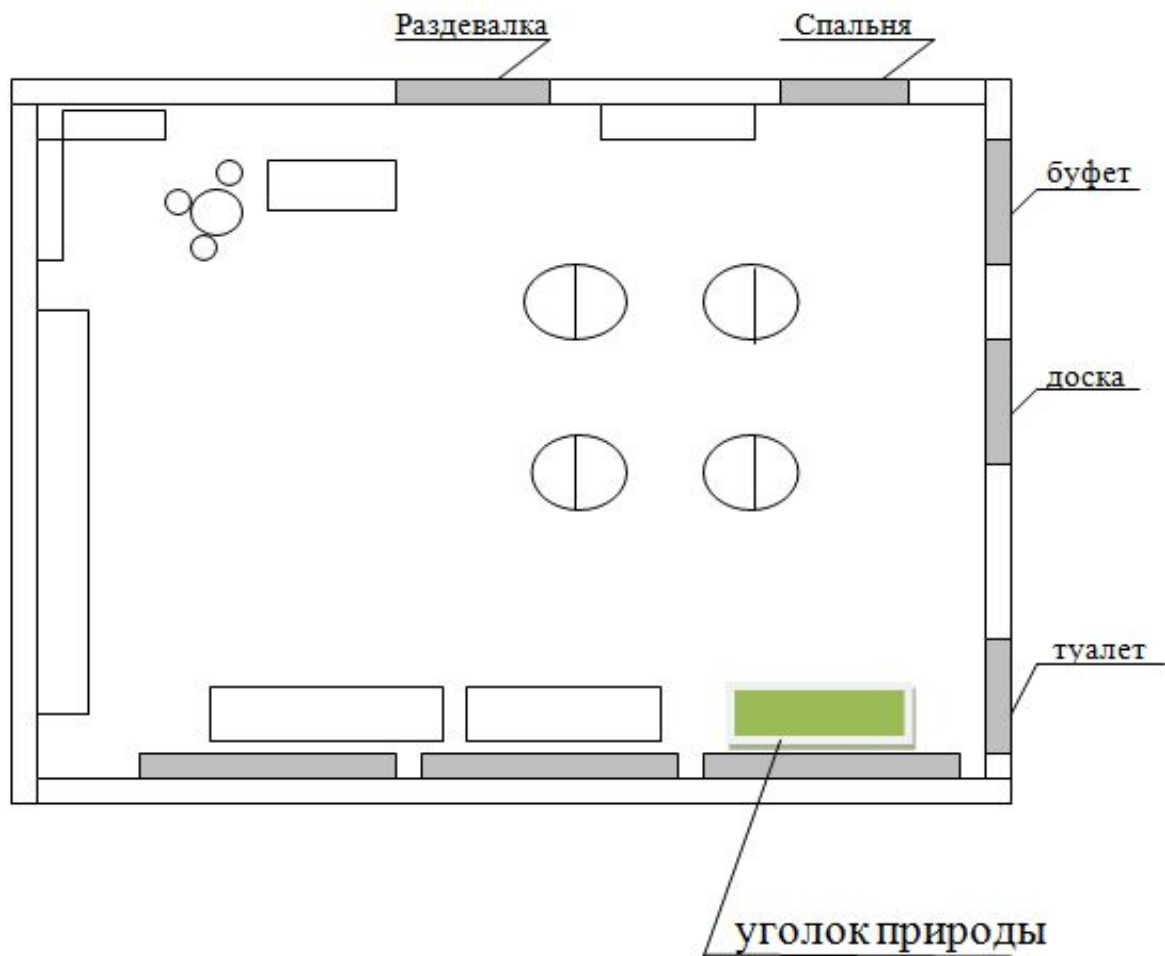 Раздевалка
Спальня
буфет
доска
туалет
уголок природы